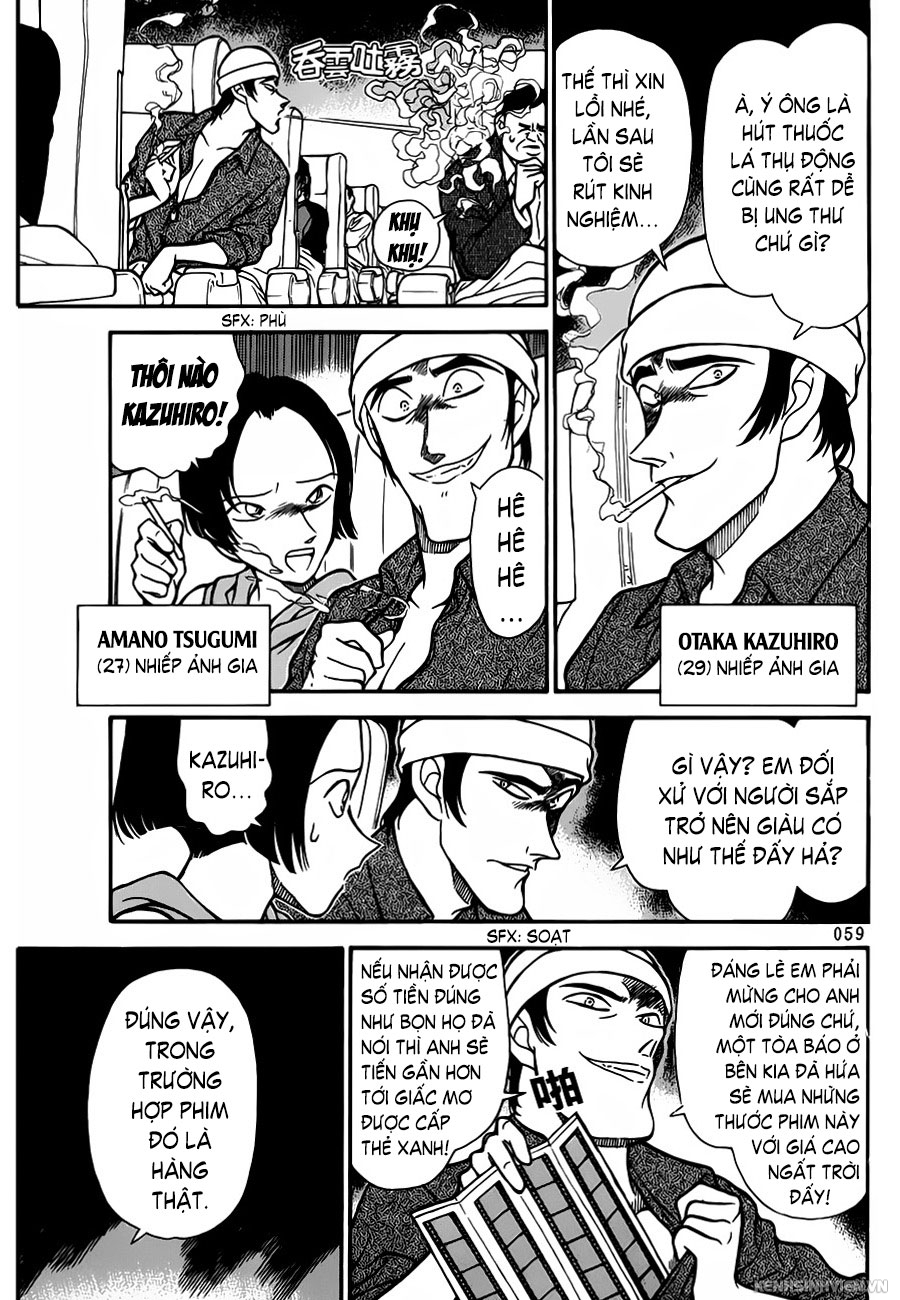 À, Ý ÔNG LÀ
HÚT THUỐC
LÁ THỤ ĐỘNG
CÙNG RẤT DỄ
BỊ UNG THƯ
CHỨ GÌ?
THẾ THÌ XIN
LỒI NHÉ,
LẦN SAU
TÔI SẼ
RÚT KINH
NGHIỆM...
OTAKA KAZUHIRO
(29) NHIẾP ẢNH GIA
吞雲吐霧
KHỤ
KHỤ!
SFX: PHÙ
THÔI NÀO
KAZUHIRO!
HÊ
HÊ
HÊ
...
AMANO TSUGUMI
(27) NHIẾP ẢNH GIA
GÌ VẬY? EM ĐỐI
XỬ VỚI NGƯỜI SẮP
TRỞ NÊN GIÀU CÓ
NHƯ THẾ ĐẤY HẢ?
KAZUHI-
RO...
SFX: SOẠT
059
ĐÁNG LẼ EM PHẢI
MỪNG CHO ANH
MỚI ĐÚNG CHỨ,
MỘT TÒA BÁO Ở
BÊN KIA ĐÃ HỨA
SẼ MUA NHỮNG
THƯỚC PHIM NÀY
VỚI GIÁ CAO
NGẤT TRỜI
ĐẤY!
NẾU NHẬN ĐƯỢC
SỐ TIỀN ĐÚNG
NHƯ BỌN HỌ ĐÃ
NÓI THÌ ANH SẼ
TIẾN GẦN HƠN
TỚI GIẤC MƠ
ĐƯỢC CẤP
THẺ XANH!
啪
ĐÚNG VẬY,
TRONG
TRƯỜNG
HỢP PHIM
ĐÓ LÀ
HÀNG
THẬT.
KENHSINHVIEN.VN